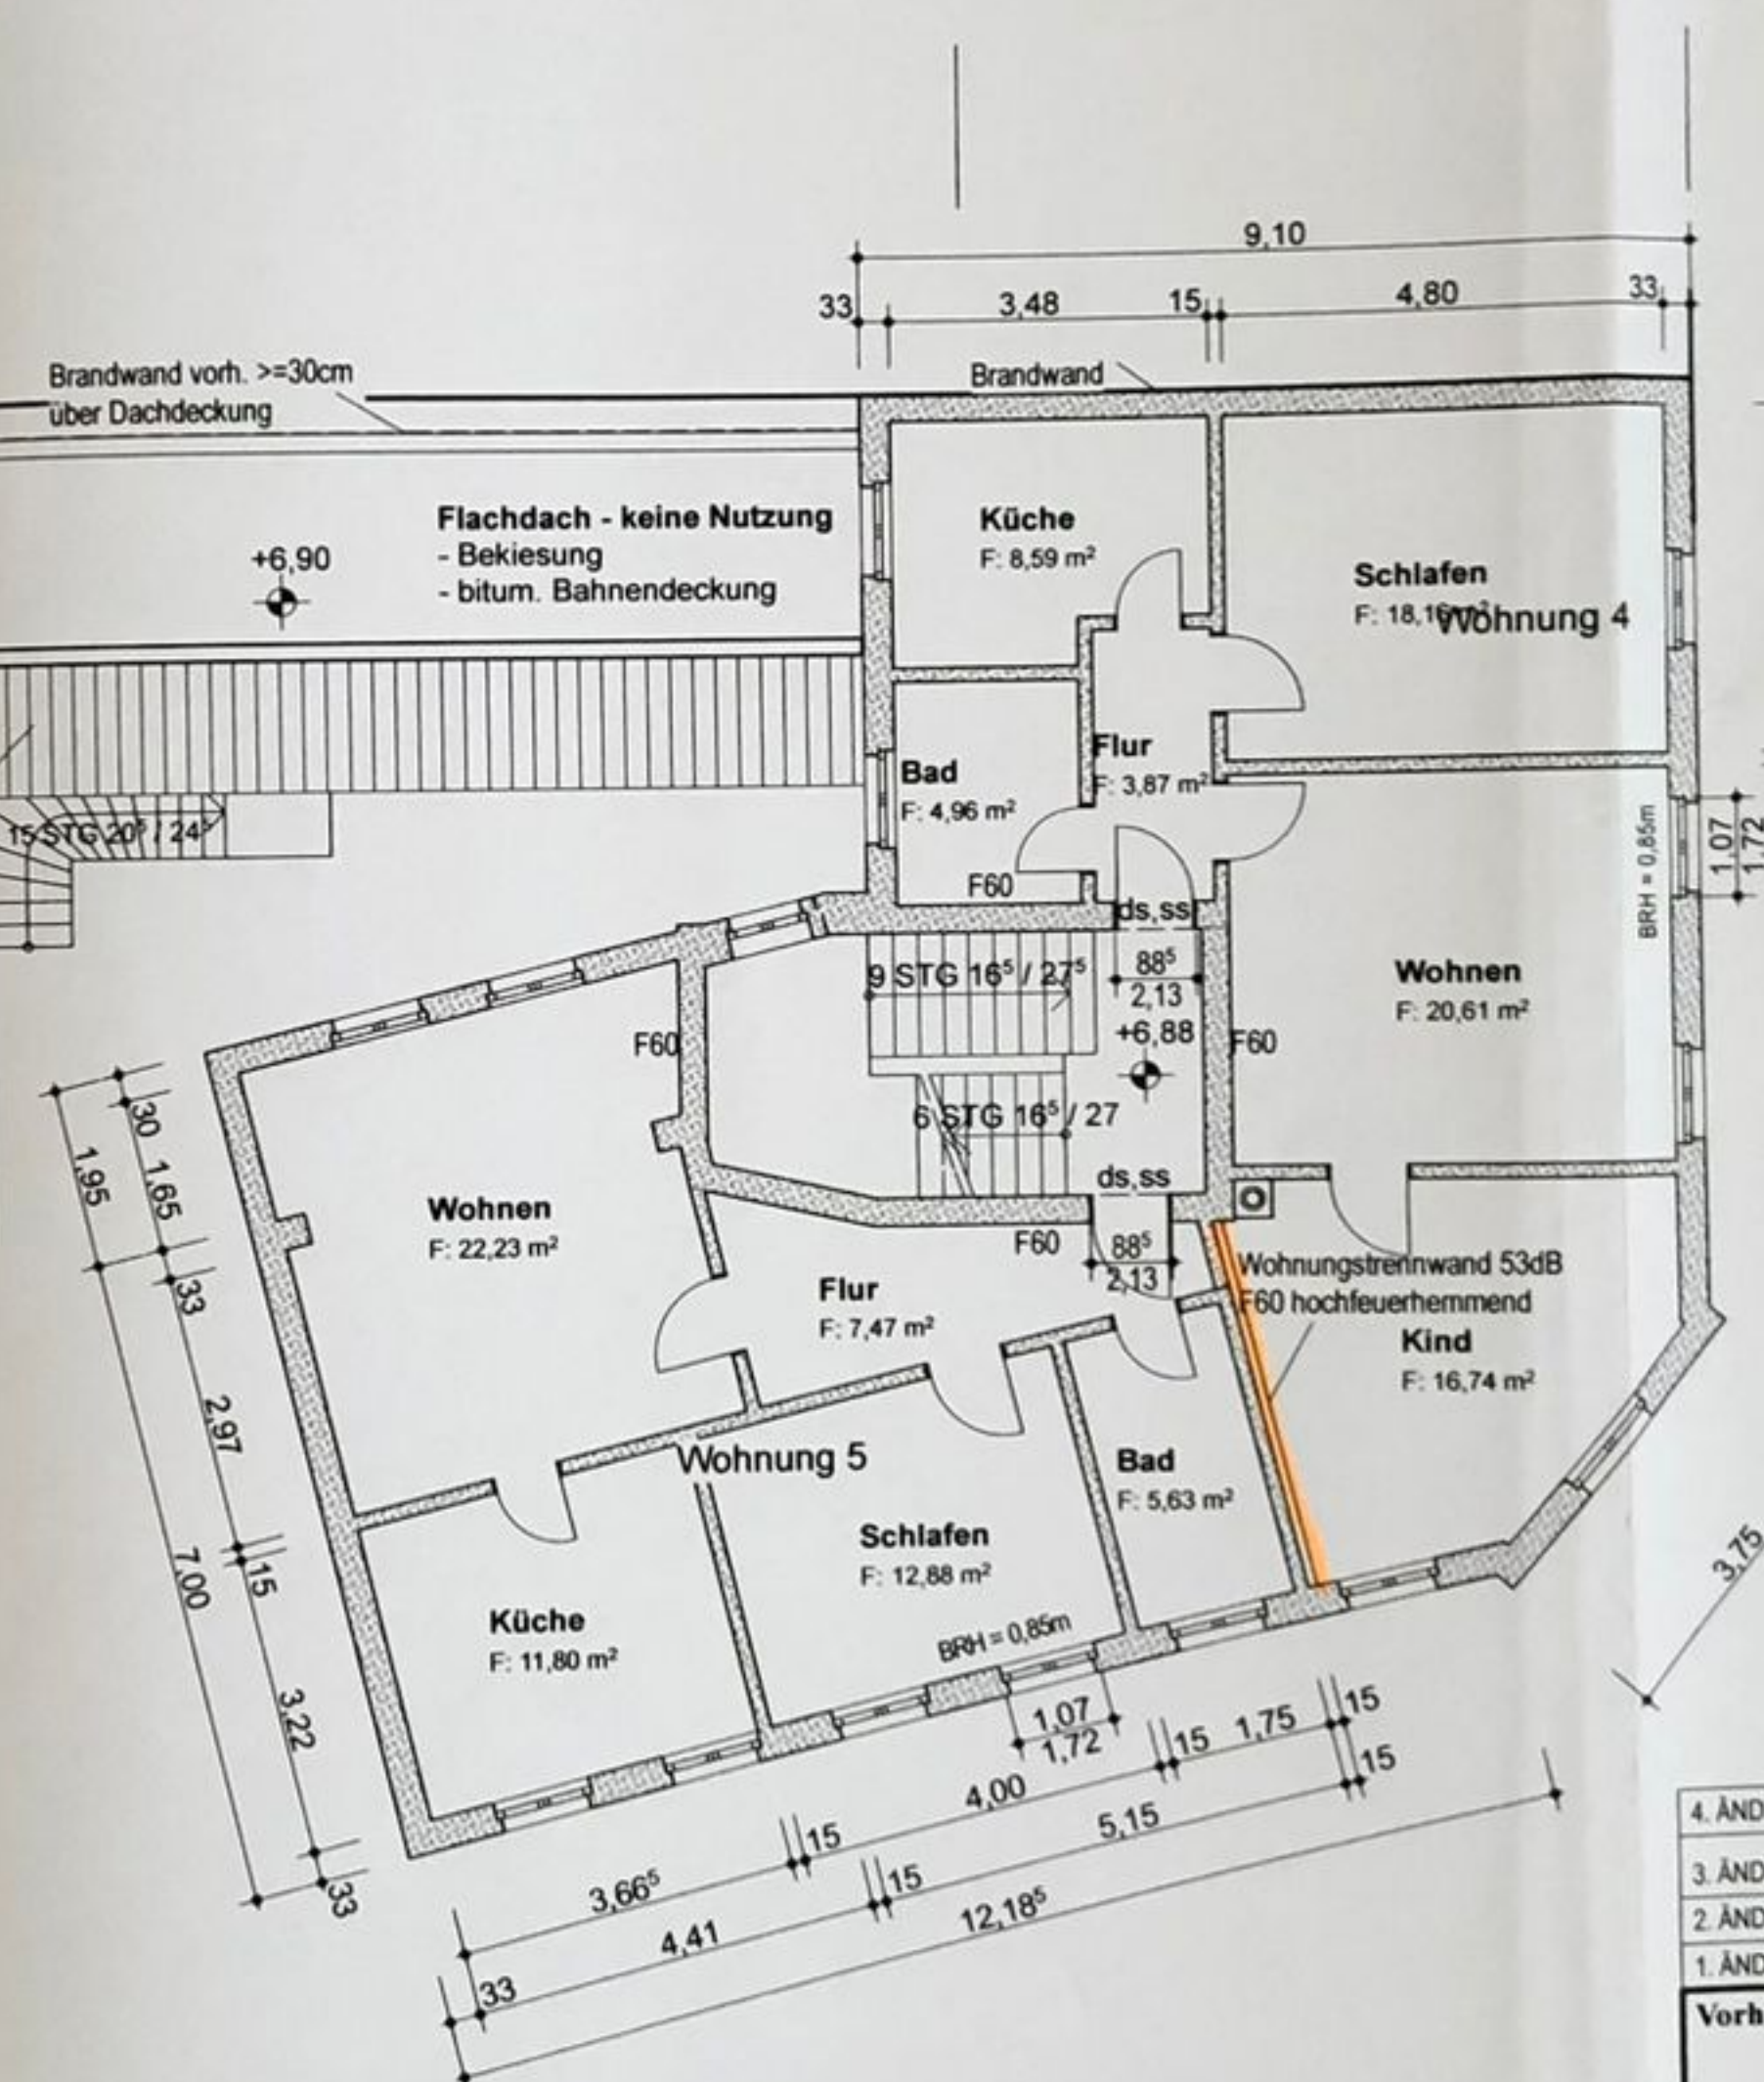 9,10
33
3,48
15
4,80
33
Brandwand vorh. >=30cm
über Dachdeckung
Brandwand
Flachdach - keine Nutzung
- Bekiesung
- bitum. Bahnendeckung
+6,90
Küche
F: 8,59 m²
Schlafen
F: 18,16 m²
Wohnung 4
Bad
F: 4,96 m²
Flur
F: 3,87 m²
15 STG 20⁵ / 24⁵
BRH = 0,85m
1,07
1,72
F60
ds,ss
9 STG 16⁵ / 27⁵
88⁵
2,13
+6,88
Wohnen
F: 20,61 m²
F60
F60
6 STG 16⁵ / 27
ds,ss
30
1,65
1,95
33
2,97
7,00
15
3,22
33
Wohnen
F: 22,23 m²
F60
88⁵
2,13
Wohnungstrennwand 53dB
F60 hochfeuerhemmend
Kind
F: 16,74 m²
Flur
F: 7,47 m²
Wohnung 5
Bad
F: 5,63 m²
Schlafen
F: 12,88 m²
Küche
F: 11,80 m²
BRH = 0,85m
1,07
1,72
3,75
3,66⁵
15
4,00
15
1,75
15
33
4,41
15
5,15
15
12,18⁵
4. ÄND
3. ÄND
2. ÄND
1. ÄND
Vorh